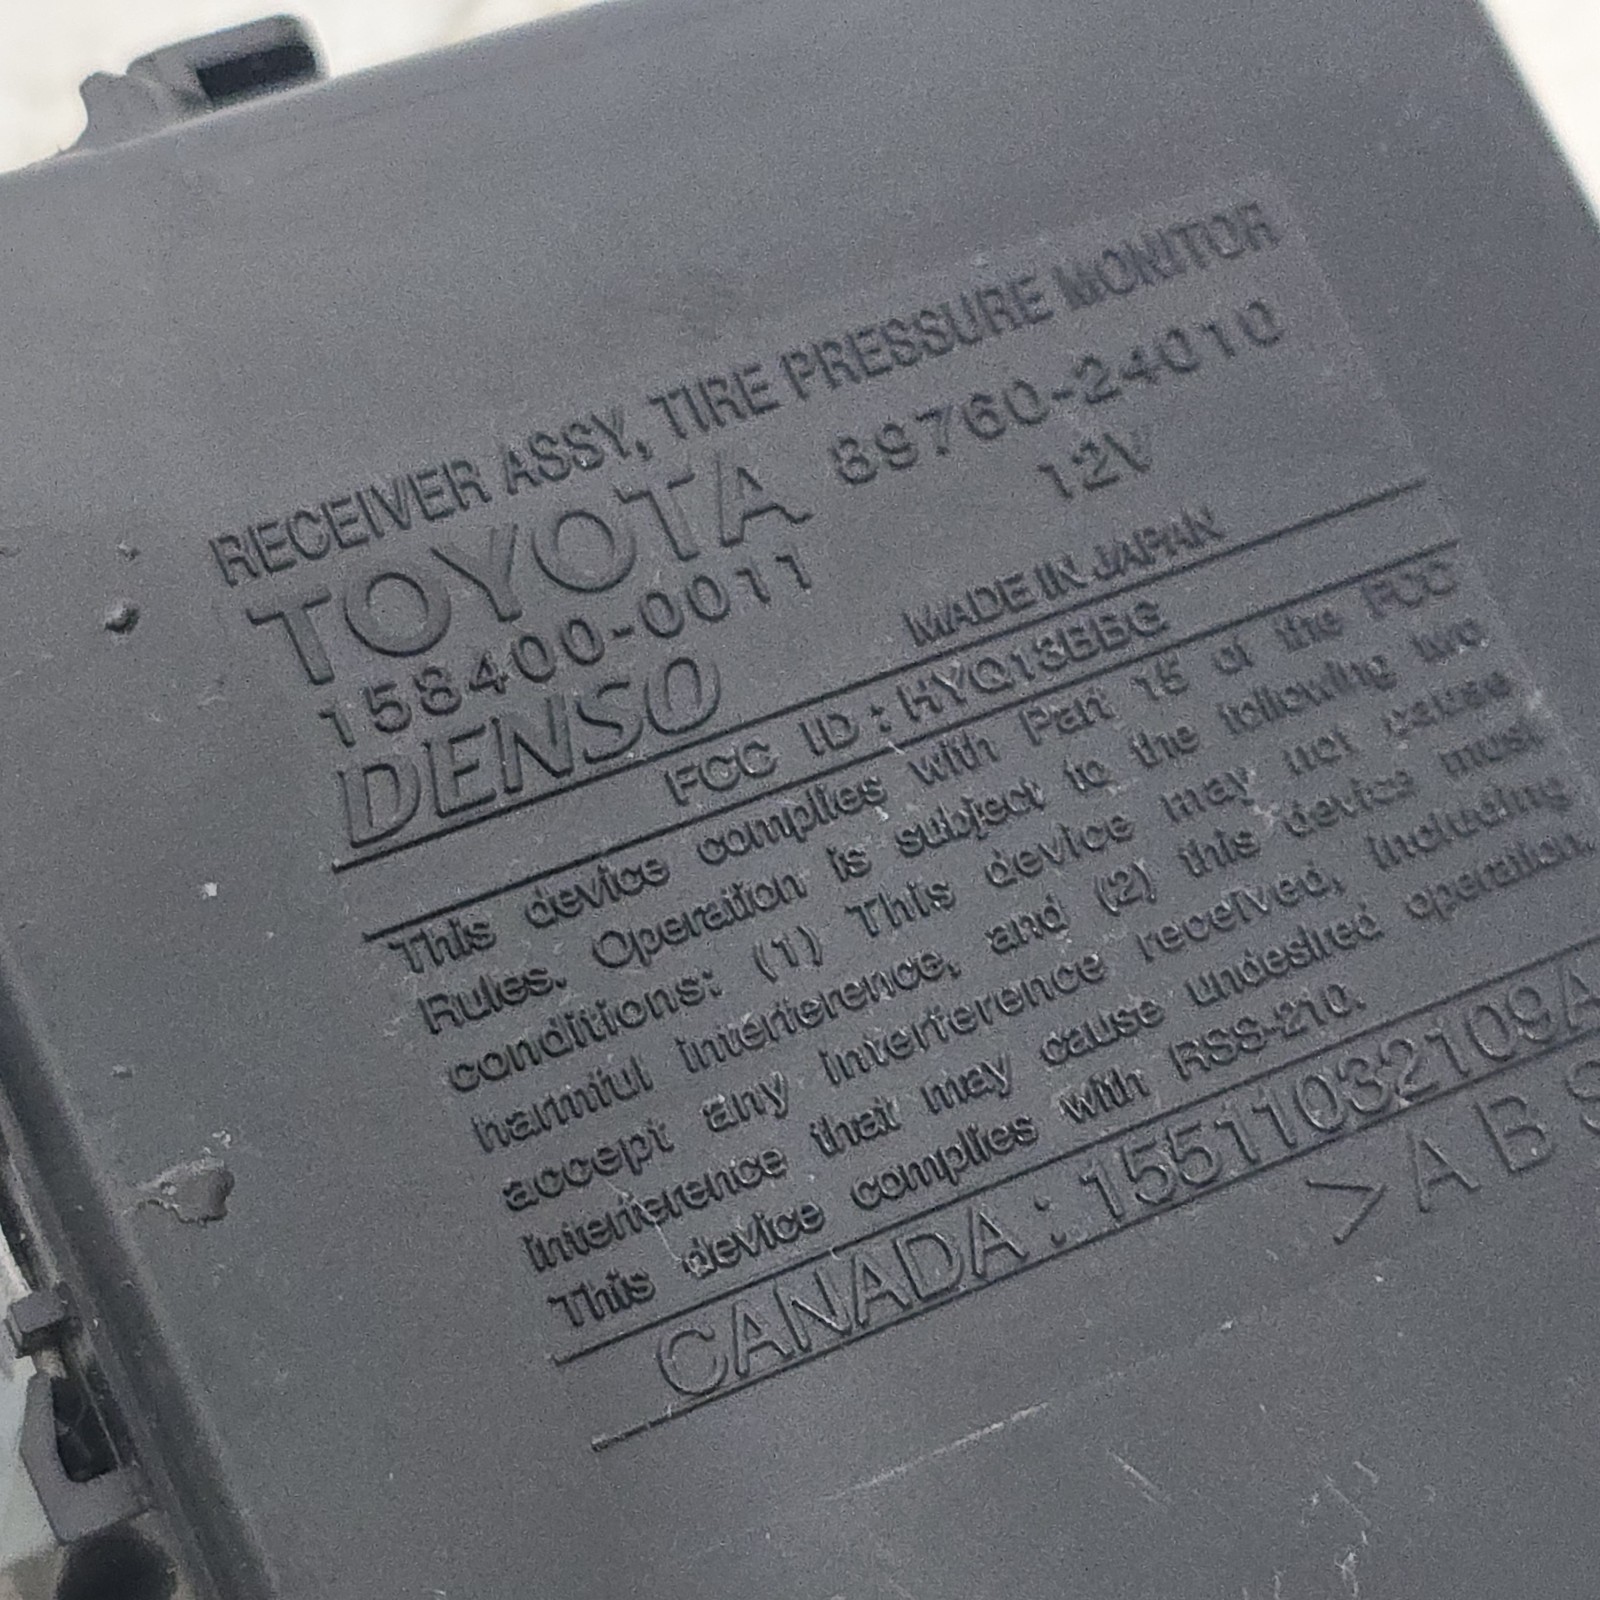 RECEIVER ASSY, TIRE PRESSURE MONITOR
TOYOTA 89760-24010
158400-0011 12V
DENSO MADE IN JAPAN
FCC ID : HYQ13BBG
This device complies with Part 15 of the FCC
Rules. Operation is subject to the following two
conditions: (1) This device may not cause
harmful interference, and (2) this device must
accept any interference received, including
interference that may cause undesired operation.
This device complies with RSS-210.
CANADA : 15511032109A
>ABS